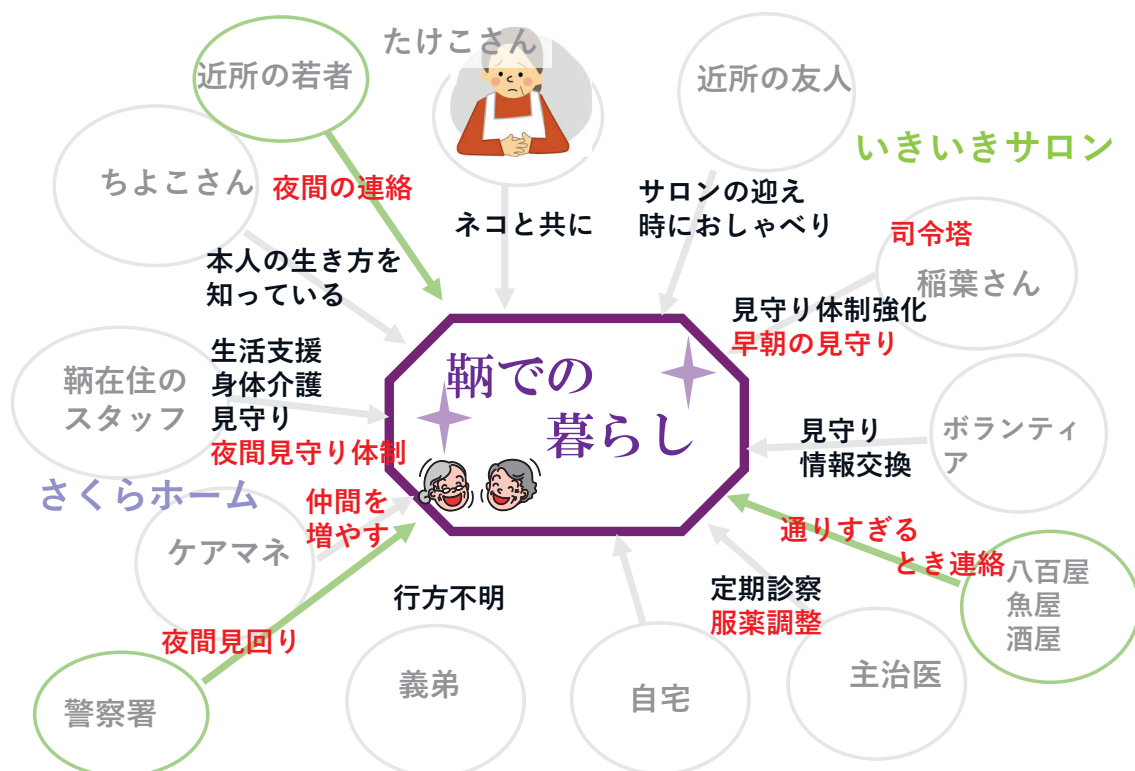 たけこさん
近所の若者
近所の友人
いきいきサロン
ちよこさん
夜間の連絡
ネコと共に
サロンの迎え
時におしゃべり
司令塔
稲葉さん
本人の生き方を
知っている
見守り体制強化
早朝の見守り
鞆在住の
スタッフ
生活支援
身体介護
見守り
夜間見守り体制
鞆での
暮らし
見守り
情報交換
ボランティ
ア
さくらホーム
仲間を
増やす
ケアマネ
通りすぎる
とき連絡
八百屋
魚屋
酒屋
行方不明
定期診察
服薬調整
夜間見回り
警察署
義弟
自宅
主治医